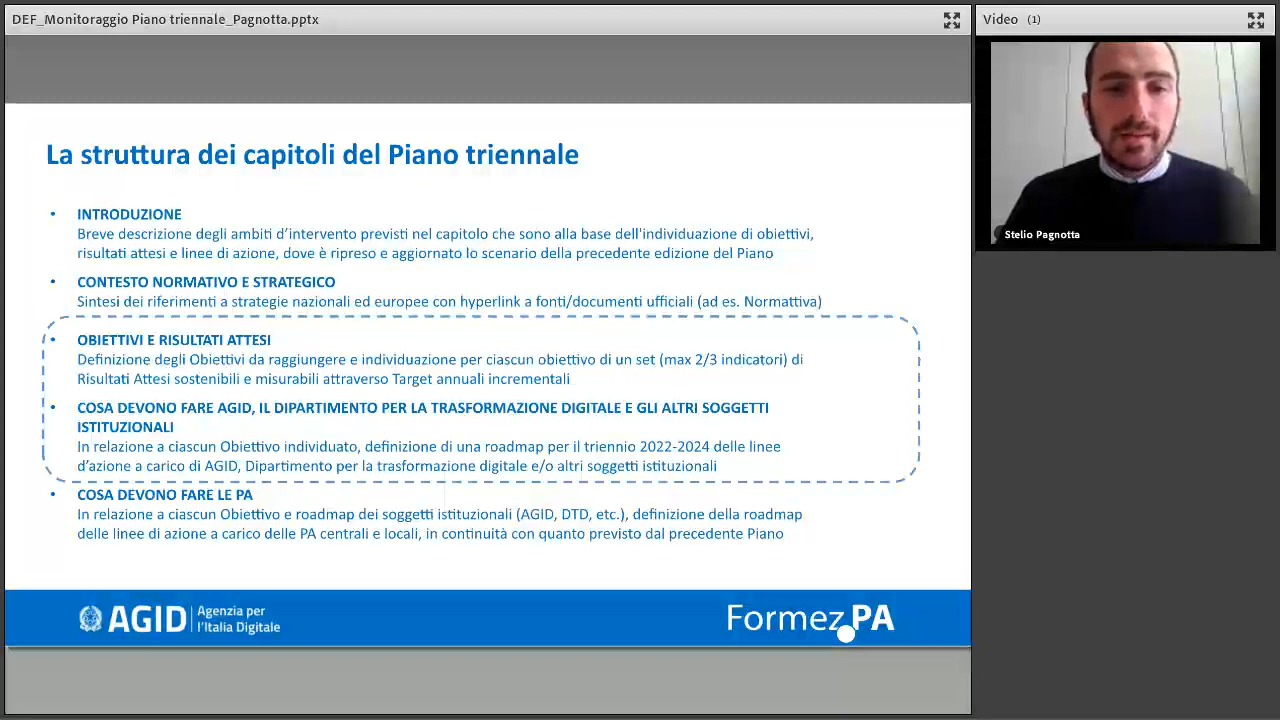 DEF_Monitoraggio Piano triennale_Pagnotta.pptx
Video (1)
Stelio Pagnotta
La struttura dei capitoli del Piano triennale
• INTRODUZIONE
Breve descrizione degli ambiti d’intervento previsti nel capitolo che sono alla base dell'individuazione di obiettivi,
risultati attesi e linee di azione, dove è ripreso e aggiornato lo scenario della precedente edizione del Piano
• CONTESTO NORMATIVO E STRATEGICO
Sintesi dei riferimenti a strategie nazionali ed europee con hyperlink a fonti/documenti ufficiali (ad es. Normattiva)
• OBIETTIVI E RISULTATI ATTESI
Definizione degli Obiettivi da raggiungere e individuazione per ciascun obiettivo di un set (max 2/3 indicatori) di
Risultati Attesi sostenibili e misurabili attraverso Target annuali incrementali
• COSA DEVONO FARE AGID, IL DIPARTIMENTO PER LA TRASFORMAZIONE DIGITALE E GLI ALTRI SOGGETTI
ISTITUZIONALI
In relazione a ciascun Obiettivo individuato, definizione di una roadmap per il triennio 2022-2024 delle linee
d’azione a carico di AGID, Dipartimento per la trasformazione digitale e/o altri soggetti istituzionali
• COSA DEVONO FARE LE PA
In relazione a ciascun Obiettivo e roadmap dei soggetti istituzionali (AGID, DTD, etc.), definizione della roadmap
delle linee di azione a carico delle PA centrali e locali, in continuità con quanto previsto dal precedente Piano
AGID
Agenzia per
l’Italia Digitale
Formez PA